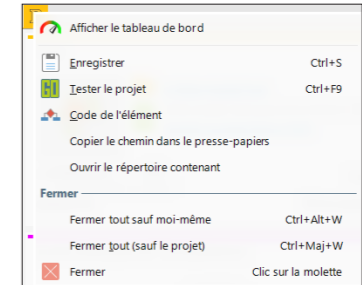 Afficher le tableau de bord
Enregistrer Ctrl+S
GO Tester le projet Ctrl+F9
Code de l'élément
Copier le chemin dans le presse-papiers
Ouvrir le répertoire contenant
Fermer
Fermer tout sauf moi-même Ctrl+Alt+W
Fermer tout (sauf le projet) Ctrl+Maj+W
Fermer Clic sur la molette